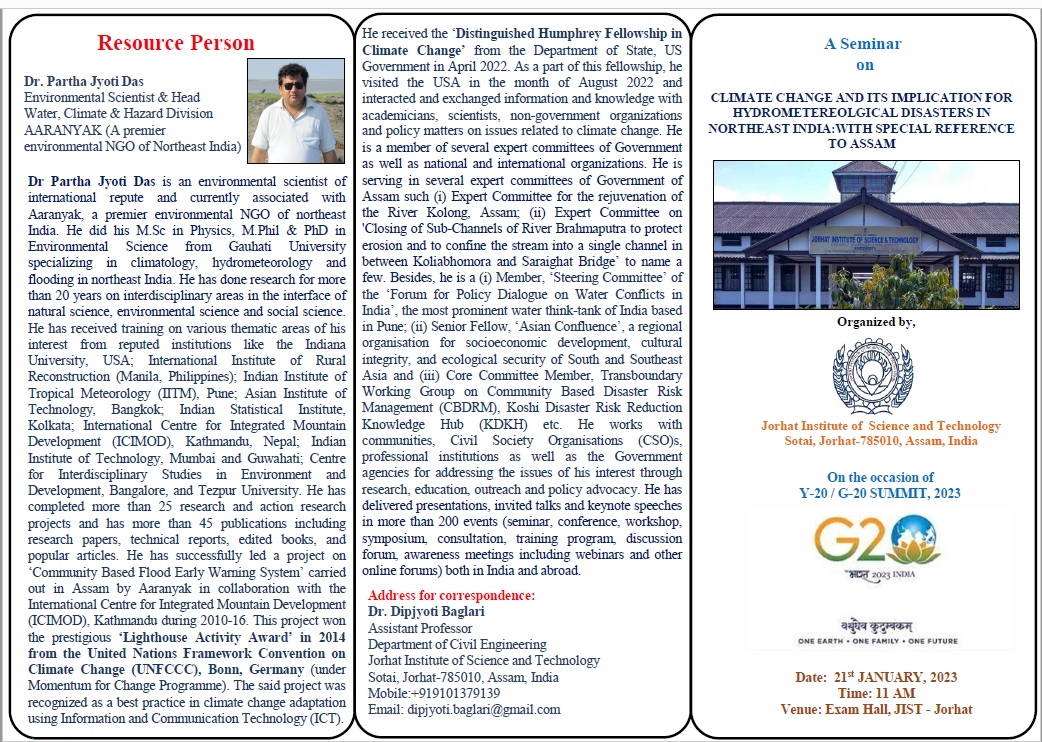 Resource Person
Dr. Partha Jyoti Das
Environmental Scientist & Head
Water, Climate & Hazard Division
AARANYAK (A premier
environmental NGO of Northeast India)
Dr Partha Jyoti Das is an environmental scientist of
international repute and currently associated with
Aaranyak, a premier environmental NGO of northeast
India. He did his M.Sc in Physics, M.Phil & PhD in
Environmental Science from Gauhati University
specializing in climatology, hydrometeorology and
flooding in northeast India. He has done research for more
than 20 years on interdisciplinary areas in the interface of
natural science, environmental science and social science.
He has received training on various thematic areas of his
interest from reputed institutions like the Indiana
University, USA; International Institute of Rural
Reconstruction (Manila, Philippines); Indian Institute of
Tropical Meteorology (IITM), Pune; Asian Institute of
Technology, Bangkok; Indian Statistical Institute,
Kolkata; International Centre for Integrated Mountain
Development (ICIMOD), Kathmandu, Nepal; Indian
Institute of Technology, Mumbai and Guwahati; Centre
for Interdisciplinary Studies in Environment and
Development, Bangalore, and Tezpur University. He has
completed more than 25 research and action research
projects and has more than 45 publications including
research papers, technical reports, edited books, and
popular articles. He has successfully led a project on
‘Community Based Flood Early Warning System’ carried
out in Assam by Aaranyak in collaboration with the
International Centre for Integrated Mountain Development
(ICIMOD), Kathmandu during 2010-16. This project won
the prestigious ‘Lighthouse Activity Award’ in 2014
from the United Nations Framework Convention on
Climate Change (UNFCCC), Bonn, Germany (under
Momentum for Change Programme). The said project was
recognized as a best practice in climate change adaptation
using Information and Communication Technology (ICT).
He received the ‘Distinguished Humphrey Fellowship in
Climate Change’ from the Department of State, US
Government in April 2022. As a part of this fellowship, he
visited the USA in the month of August 2022 and
interacted and exchanged information and knowledge with
academicians, scientists, non-government organizations
and policy matters on issues related to climate change. He
is a member of several expert committees of Government
as well as national and international organizations. He is
serving in several expert committees of Government of
Assam such (i) Expert Committee for the rejuvenation of
the River Kolong, Assam; (ii) Expert Committee on
'Closing of Sub-Channels of River Brahmaputra to protect
erosion and to confine the stream into a single channel in
between Koliabhomora and Saraighat Bridge’ to name a
few. Besides, he is a (i) Member, ‘Steering Committee’ of
the ‘Forum for Policy Dialogue on Water Conflicts in
India’, the most prominent water think-tank of India based
in Pune; (ii) Senior Fellow, ‘Asian Confluence’, a regional
organisation for socioeconomic development, cultural
integrity, and ecological security of South and Southeast
Asia and (iii) Core Committee Member, Transboundary
Working Group on Community Based Disaster Risk
Management (CBDRM), Koshi Disaster Risk Reduction
Knowledge Hub (KDKH) etc. He works with
communities, Civil Society Organisations (CSO)s,
professional institutions as well as the Government
agencies for addressing the issues of his interest through
research, education, outreach and policy advocacy. He has
delivered presentations, invited talks and keynote speeches
in more than 200 events (seminar, conference, workshop,
symposium, consultation, training program, discussion
forum, awareness meetings including webinars and other
online forums) both in India and abroad.
Address for correspondence:
Dr. Dipjyoti Baglari
Assistant Professor
Department of Civil Engineering
Jorhat Institute of Science and Technology
Sotai, Jorhat-785010, Assam, India
Mobile:+919101379139
Email: dipjyoti.baglari@gmail.com
A Seminar
on
CLIMATE CHANGE AND ITS IMPLICATION FOR
HYDROMETEREOLGICAL DISASTERS IN
NORTHEAST INDIA:WITH SPECIAL REFERENCE
TO ASSAM
JORHAT INSTITUTE OF SCIENCE & TECHNOLOGY
Organized by,
Jorhat Institute of Science and Technology
Sotai, Jorhat-785010, Assam, India
On the occasion of
Y-20 / G-20 SUMMIT, 2023
G20
भारत 2023 INDIA
वसुधैव कुटुम्बकम्
ONE EARTH • ONE FAMILY • ONE FUTURE
Date: 21st JANUARY, 2023
Time: 11 AM
Venue: Exam Hall, JIST - Jorhat